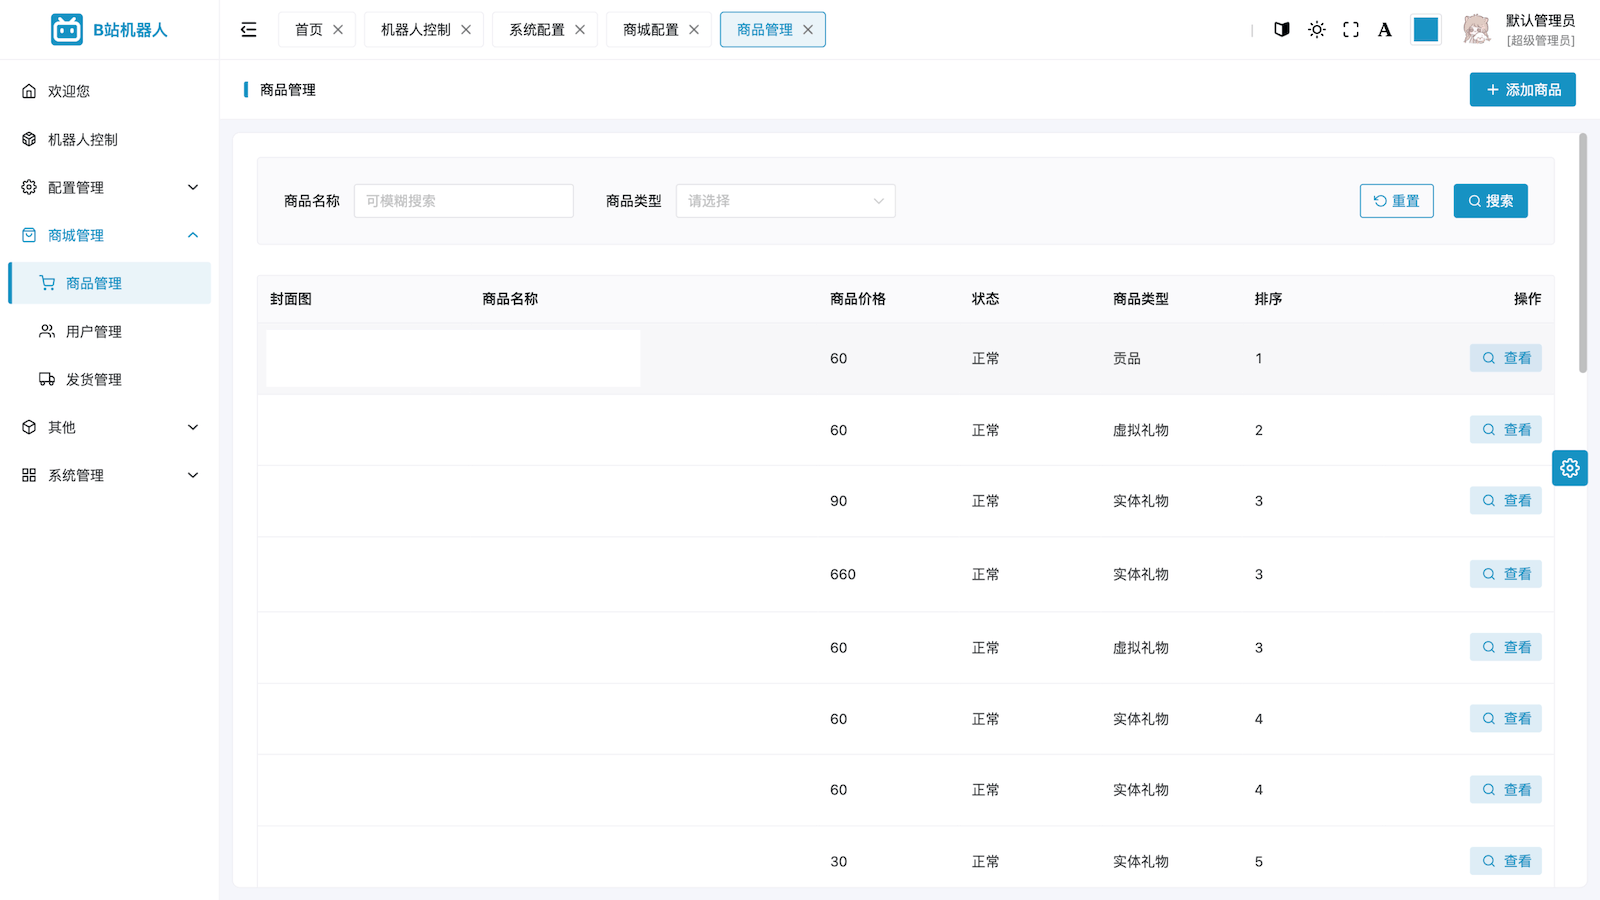 B站机器人
首页
机器人控制
系统配置
商城配置
商品管理
A
默认管理员
[超级管理员]
欢迎您
机器人控制
配置管理
商城管理
商品管理
用户管理
发货管理
其他
系统管理
商品管理
添加商品
商品名称
可模糊搜索
商品类型
请选择
重置
搜索
封面图 商品名称 商品价格 状态 商品类型 排序 操作
60 正常 贡品 1 查看
60 正常 虚拟礼物 2 查看
90 正常 实体礼物 3 查看
660 正常 实体礼物 3 查看
60 正常 虚拟礼物 3 查看
60 正常 实体礼物 4 查看
60 正常 实体礼物 4 查看
30 正常 实体礼物 5 查看